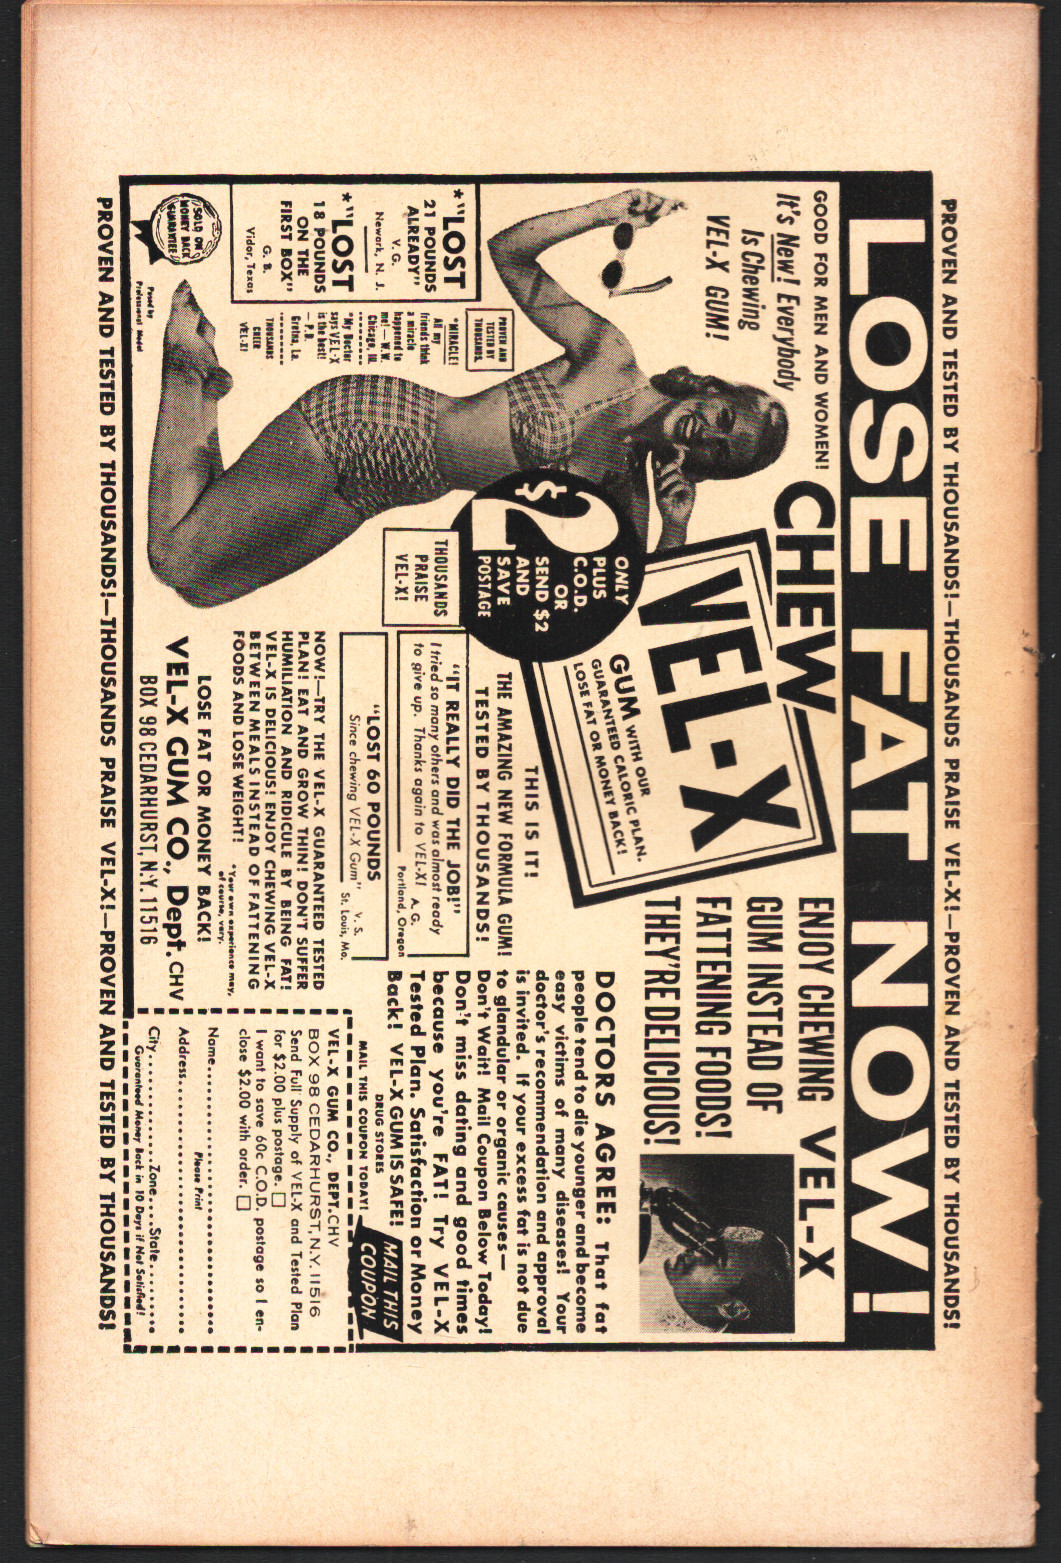 PROVEN AND TESTED BY THOUSANDS!—THOUSANDS PRAISE VEL-X!—PROVEN AND TESTED BY THOUSANDS!
LOSE FAT NOW!
GOOD FOR MEN AND WOMEN!
It's New! Everybody
Is Chewing
VEL-X GUM!
CHEW
VEL-X
GUM WITH OUR
GUARANTEED CALORIC PLAN.
LOSE FAT OR MONEY BACK!
ENJOY CHEWING VEL-X
GUM INSTEAD OF
FATTENING FOODS!
THEY'RE DELICIOUS!
$2
ONLY
PLUS
C.O.D.
OR
SEND $2
AND
SAVE
POSTAGE
PROVEN AND
TESTED BY
THOUSANDS.
*"LOST
21 POUNDS
ALREADY"
V. G.
Newark, N. J.
*"LOST
18 POUNDS
ON THE
FIRST BOX"
G. B.
Vidor, Texas
"MIRACLE!
All my
friends think
a miracle
happened to
me!—W.W.
Chicago, Ill.
"My Doctor
says VEL-X
is the best!
—P.R.
Gretna, La.
THOUSANDS
CHEER
VEL-X!
SOLD ON
MONEY BACK
GUARANTEE
Posed by
Professional Model
THIS IS IT!
THE AMAZING NEW FORMULA GUM!
TESTED BY THOUSANDS!
THOUSANDS
PRAISE
VEL-X!
"IT REALLY DID THE JOB!"
I tried so many others and was almost ready
to give up. Thanks again to VEL-X! A.G.
Portland, Oregon
"LOST 60 POUNDS
Since chewing VEL-X Gum" V. S.
St. Louis, Mo.
NOW!—TRY THE VEL-X GUARANTEED TESTED
PLAN! EAT AND GROW THIN! DON'T SUFFER
HUMILIATION AND RIDICULE BY BEING FAT!
VEL-X IS DELICIOUS! ENJOY CHEWING VEL-X
BETWEEN MEALS INSTEAD OF FATTENING
FOODS AND LOSE WEIGHT!
*Your own experience may,
of course, vary.
LOSE FAT OR MONEY BACK!
VEL-X GUM CO., Dept. CHV
BOX 98 CEDARHURST, N.Y. 11516
DOCTORS AGREE: That fat
people tend to die younger and become
easy victims of many diseases! Your
doctor's recommendation and approval
is invited. If your excess fat is not due
to glandular or organic causes—
Don't Wait! Mail Coupon Below Today!
Don't miss dating and good times
because you're FAT! Try VEL-X
Tested Plan. Satisfaction or Money
Back! VEL-X GUM IS SAFE!
DRUG STORES
MAIL THIS COUPON TODAY!
MAIL THIS
COUPON
VEL-X GUM CO., DEPT. CHV
BOX 98 CEDARHURST, N.Y. 11516
Send Full Supply of VEL-X and Tested Plan
for $2.00 plus postage.
I want to save 60c C.O.D. postage so I en-
close $2.00 with order.
Please Print
Name
Address
City Zone State
Guaranteed Money Back in 10 Days if Not Satisfied!
PROVEN AND TESTED BY THOUSANDS!—THOUSANDS PRAISE VEL-X!—PROVEN AND TESTED BY THOUSANDS!